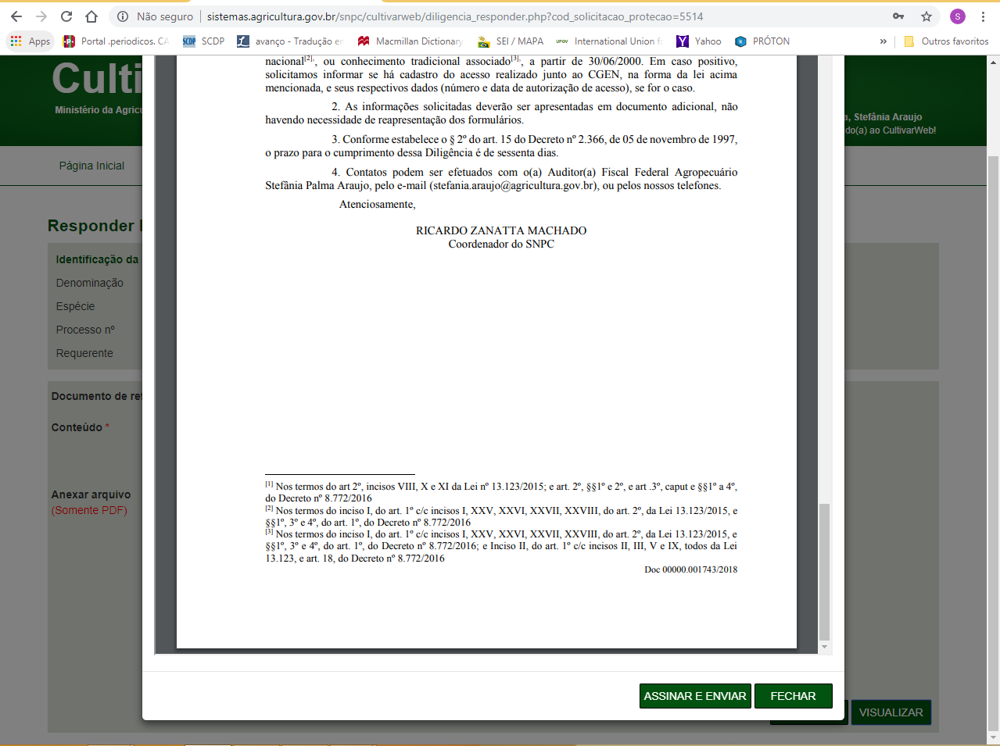 Não seguro
sistemas.agricultura.gov.br/snpc/cultivarweb/diligencia_responder.php?cod_solicitacao_protecao=5514
S
Apps
Portal .periodicos. CA
SCDP
SCDP
avanço - Tradução en
Macmillan Dictionary
SEI / MAPA
UPOV
International Union f
Yahoo
PRÓTON
»
Outros favoritos
Culti
Ministério da Agricu
a, Stefânia Araujo
do(a) ao CultivarWeb!
Página Inicial
Responder
Identificação da
Denominação
Espécie
Processo nº
Requerente
Documento de ref
Conteúdo *
Anexar arquivo
(Somente PDF)
nacional[2], ou conhecimento tradicional associado[3], a partir de 30/06/2000. Em caso positivo,
solicitamos informar se há cadastro do acesso realizado junto ao CGEN, na forma da lei acima
mencionada, e seus respectivos dados (número e data de autorização de acesso), se for o caso.
2. As informações solicitadas deverão ser apresentadas em documento adicional, não
havendo necessidade de reapresentação dos formulários.
3. Conforme estabelece o § 2º do art. 15 do Decreto nº 2.366, de 05 de novembro de 1997,
o prazo para o cumprimento dessa Diligência é de sessenta dias.
4. Contatos podem ser efetuados com o(a) Auditor(a) Fiscal Federal Agropecuário
Stefânia Palma Araujo, pelo e-mail (stefania.araujo@agricultura.gov.br), ou pelos nossos telefones.
Atenciosamente,
RICARDO ZANATTA MACHADO
Coordenador do SNPC
[1] Nos termos do art 2º, incisos VIII, X e XI da Lei nº 13.123/2015; e art. 2º, §§1º e 2º, e art .3º, caput e §§1º a 4º,
do Decreto nº 8.772/2016
[2] Nos termos do inciso I, do art. 1º c/c incisos I, XXV, XXVI, XXVII, XXVIII, do art. 2º, da Lei 13.123/2015, e
§§1º, 3º e 4º, do art. 1º, do Decreto nº 8.772/2016
[3] Nos termos do inciso I, do art. 1º c/c incisos I, XXV, XXVI, XXVII, XXVIII, do art. 2º, da Lei 13.123/2015, e
§§1º, 3º e 4º, do art. 1º, do Decreto nº 8.772/2016; e Inciso II, do art. 1º c/c incisos II, III, V e IX, todos da Lei
13.123, e art. 18, do Decreto nº 8.772/2016
Doc 00000.001743/2018
ASSINAR E ENVIAR
FECHAR
VISUALIZAR